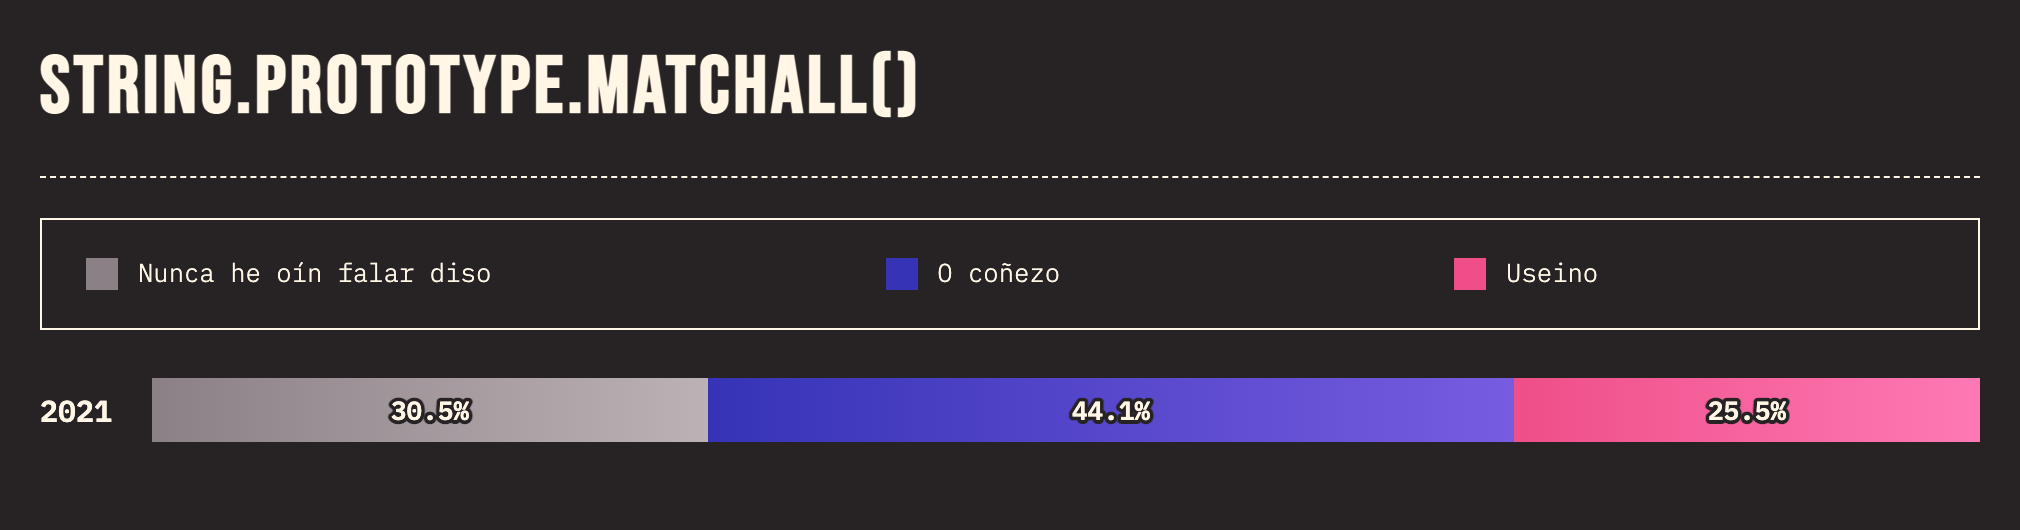 STRING.PROTOTYPE.MATCHALL()
Nunca he oín falar diso
O coñezo
Useino
2021
30.5%
44.1%
25.5%